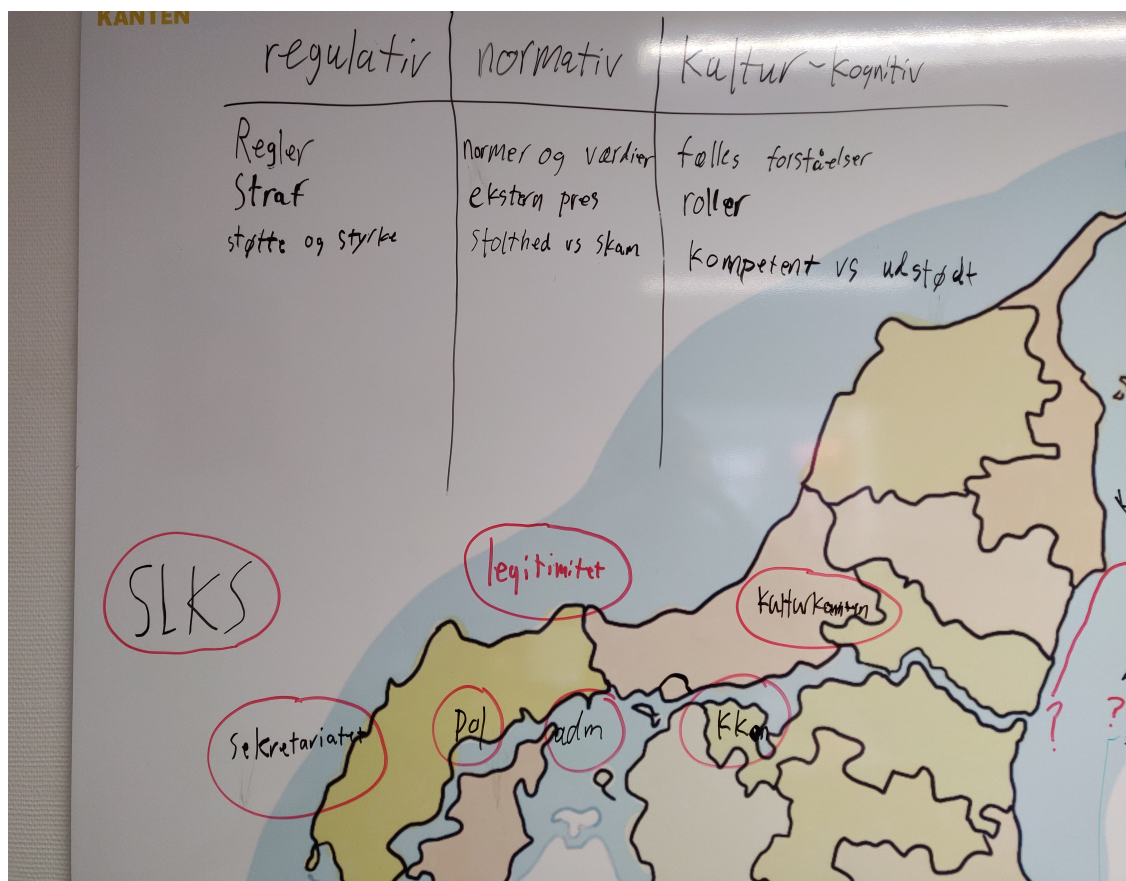 KANTEN
regulativ normativ kultur-kognitiv
Regler normer og værdier fælles forståelser
Straf ekstern pres roller
støtte og styrke stolthed vs skam kompetent vs udstødt
legitimitet
SLKS
kulturkanten
Sekretariatet pol adm KKan
? ?